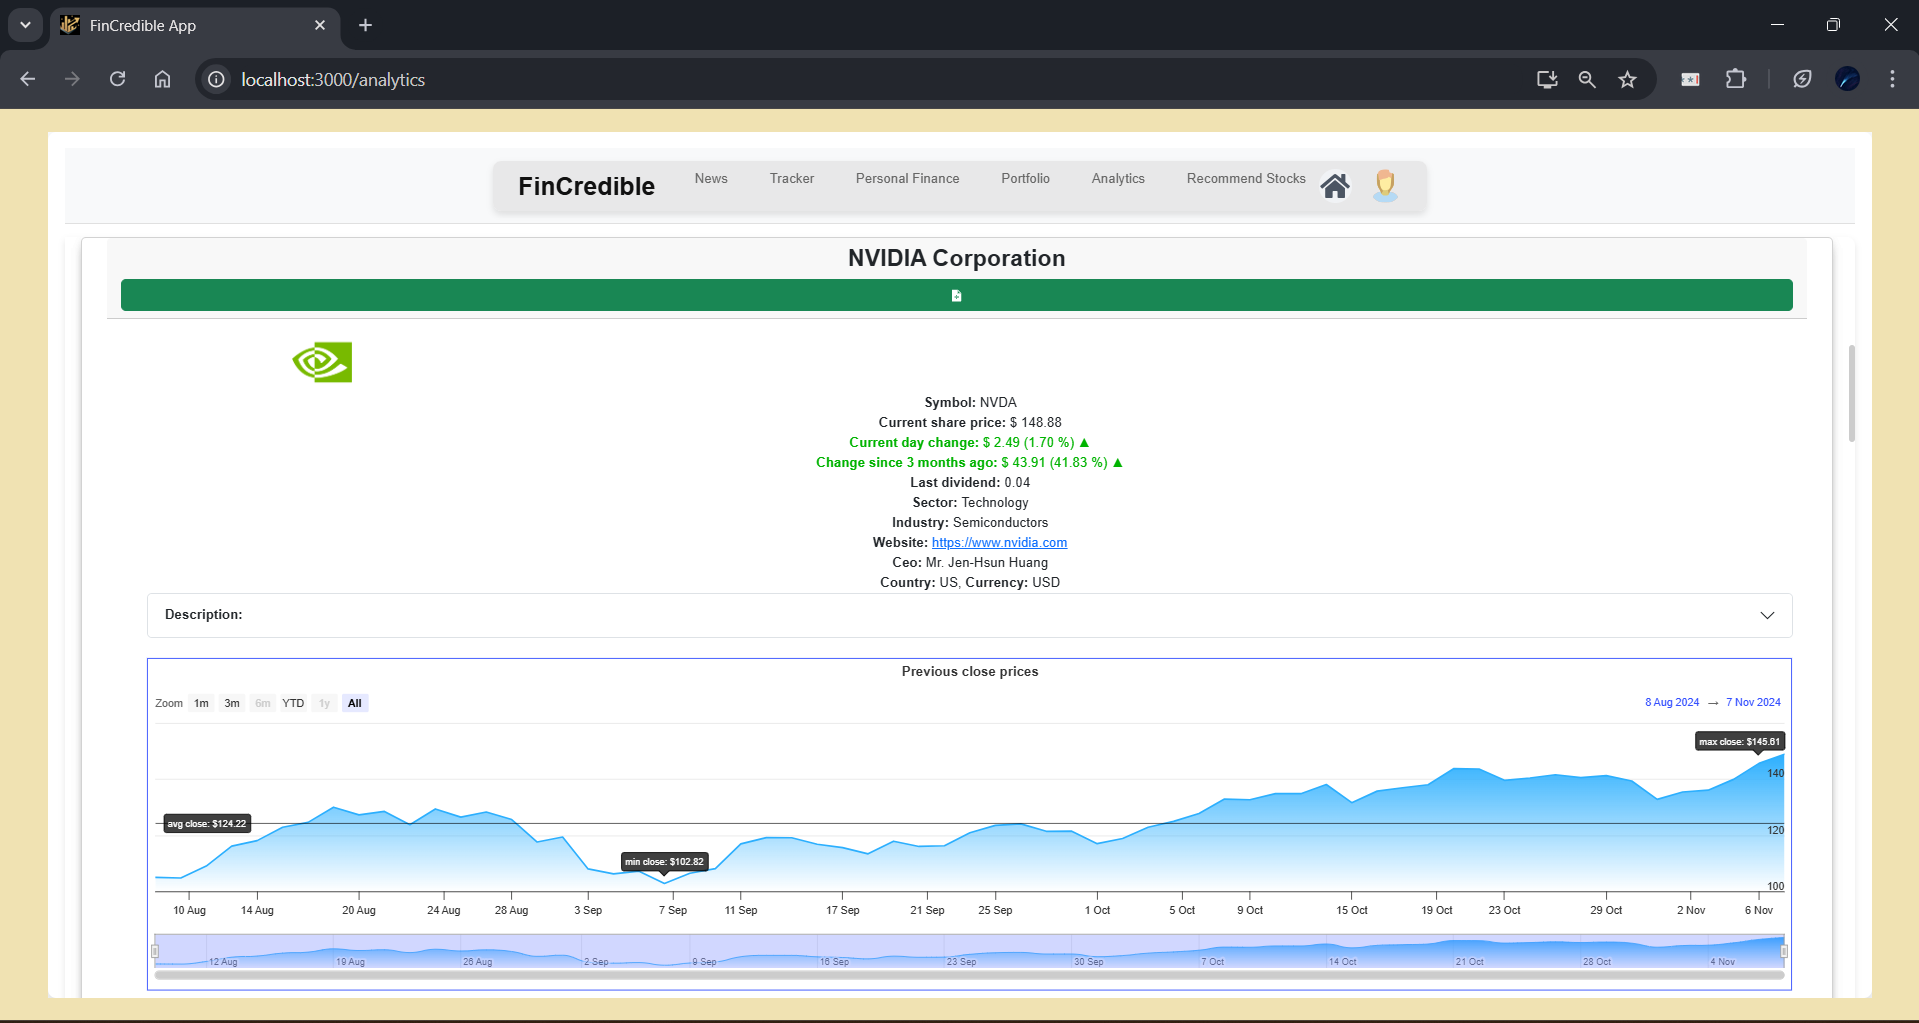 FinCredible App
localhost:3000/analytics
FinCredible News Tracker Personal Finance Portfolio Analytics Recommend Stocks
NVIDIA Corporation
Symbol: NVDA
Current share price: $ 148.88
Current day change: $ 2.49 (1.70 %) ▲
Change since 3 months ago: $ 43.91 (41.83 %) ▲
Last dividend: 0.04
Sector: Technology
Industry: Semiconductors
Website: https://www.nvidia.com
Ceo: Mr. Jen-Hsun Huang
Country: US, Currency: USD
Description:
Previous close prices
Zoom 1m 3m 6m YTD 1y All 8 Aug 2024 → 7 Nov 2024
max close: $145.61
140
avg close: $124.22
120
min close: $102.82
100
10 Aug 14 Aug 20 Aug 24 Aug 28 Aug 3 Sep 7 Sep 11 Sep 17 Sep 21 Sep 25 Sep 1 Oct 5 Oct 9 Oct 15 Oct 19 Oct 23 Oct 29 Oct 2 Nov 6 Nov
12 Aug 19 Aug 26 Aug 2 Sep 9 Sep 16 Sep 23 Sep 30 Sep 7 Oct 14 Oct 21 Oct 28 Oct 4 Nov